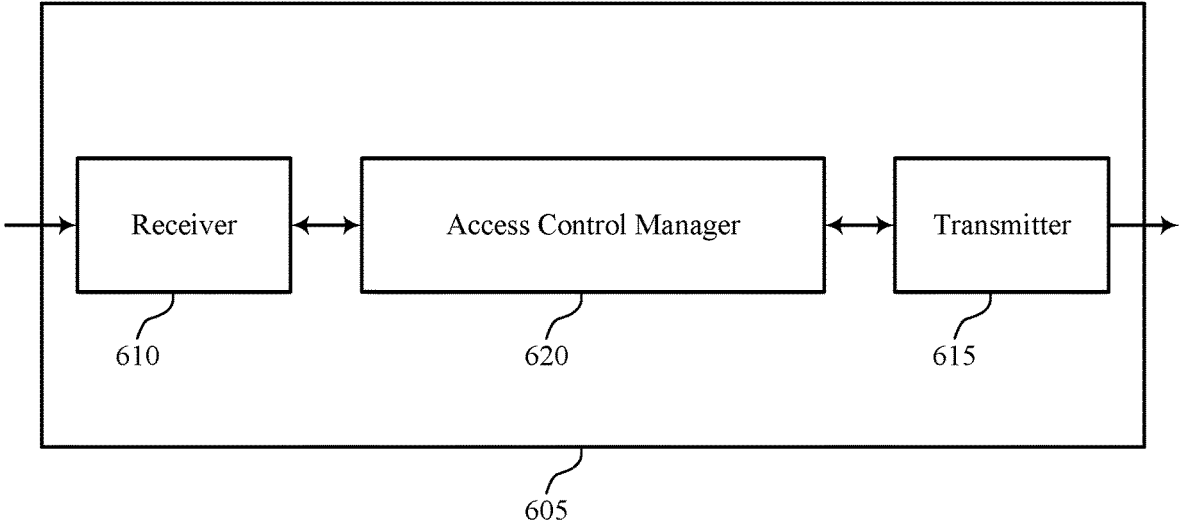 Receiver
Access Control Manager
Transmitter
610
620
615
605